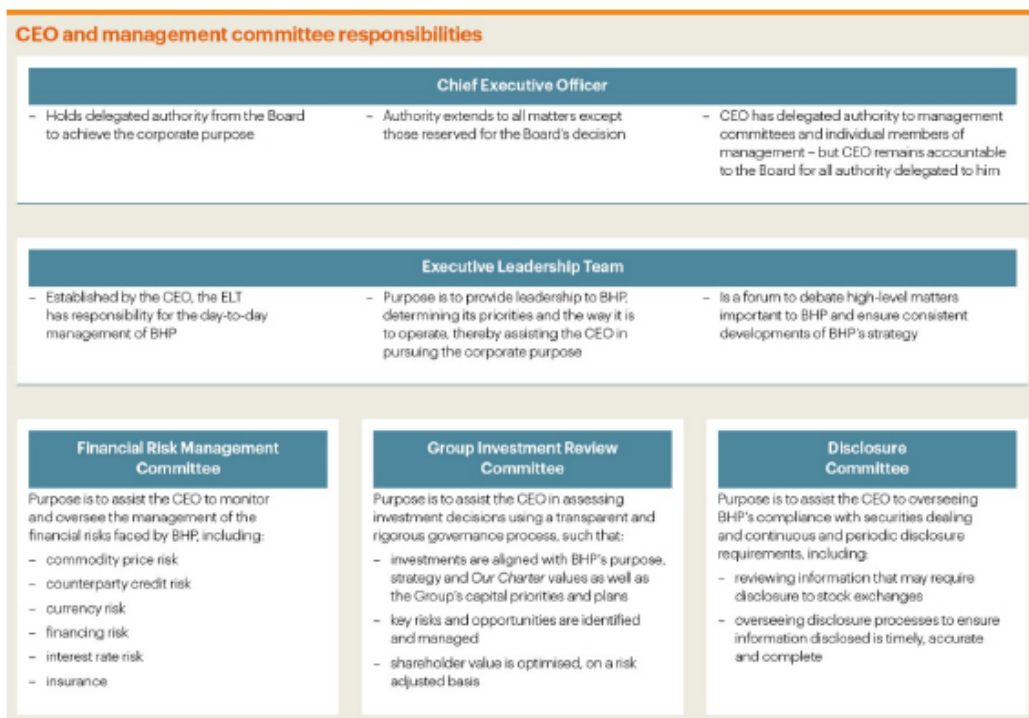 CEO and management committee responsibilities
Chief Executive Officer
– Holds delegated authority from the Board
to achieve the corporate purpose
– Authority extends to all matters except
those reserved for the Board's decision
– CEO has delegated authority to management
committees and individual members of
management – but CEO remains accountable
to the Board for all authority delegated to him
Executive Leadership Team
– Established by the CEO, the ELT
has responsibility for the day-to-day
management of BHP
– Purpose is to provide leadership to BHP,
determining its priorities and the way it is
to operate, thereby assisting the CEO in
pursuing the corporate purpose
– Is a forum to debate high-level matters
important to BHP and ensure consistent
developments of BHP's strategy
Financial Risk Management
Committee
Purpose is to assist the CEO to monitor
and oversee the management of the
financial risks faced by BHP, including:
– commodity price risk
– counterparty credit risk
– currency risk
– financing risk
– interest rate risk
– insurance
Group Investment Review
Committee
Purpose is to assist the CEO in assessing
investment decisions using a transparent and
rigorous governance process, such that:
– investments are aligned with BHP's purpose,
strategy and Our Charter values as well as
the Group's capital priorities and plans
– key risks and opportunities are identified
and managed
– shareholder value is optimised, on a risk
adjusted basis
Disclosure
Committee
Purpose is to assist the CEO to overseeing
BHP's compliance with securities dealing
and continuous and periodic disclosure
requirements, including:
– reviewing information that may require
disclosure to stock exchanges
– overseeing disclosure processes to ensure
information disclosed is timely, accurate
and complete